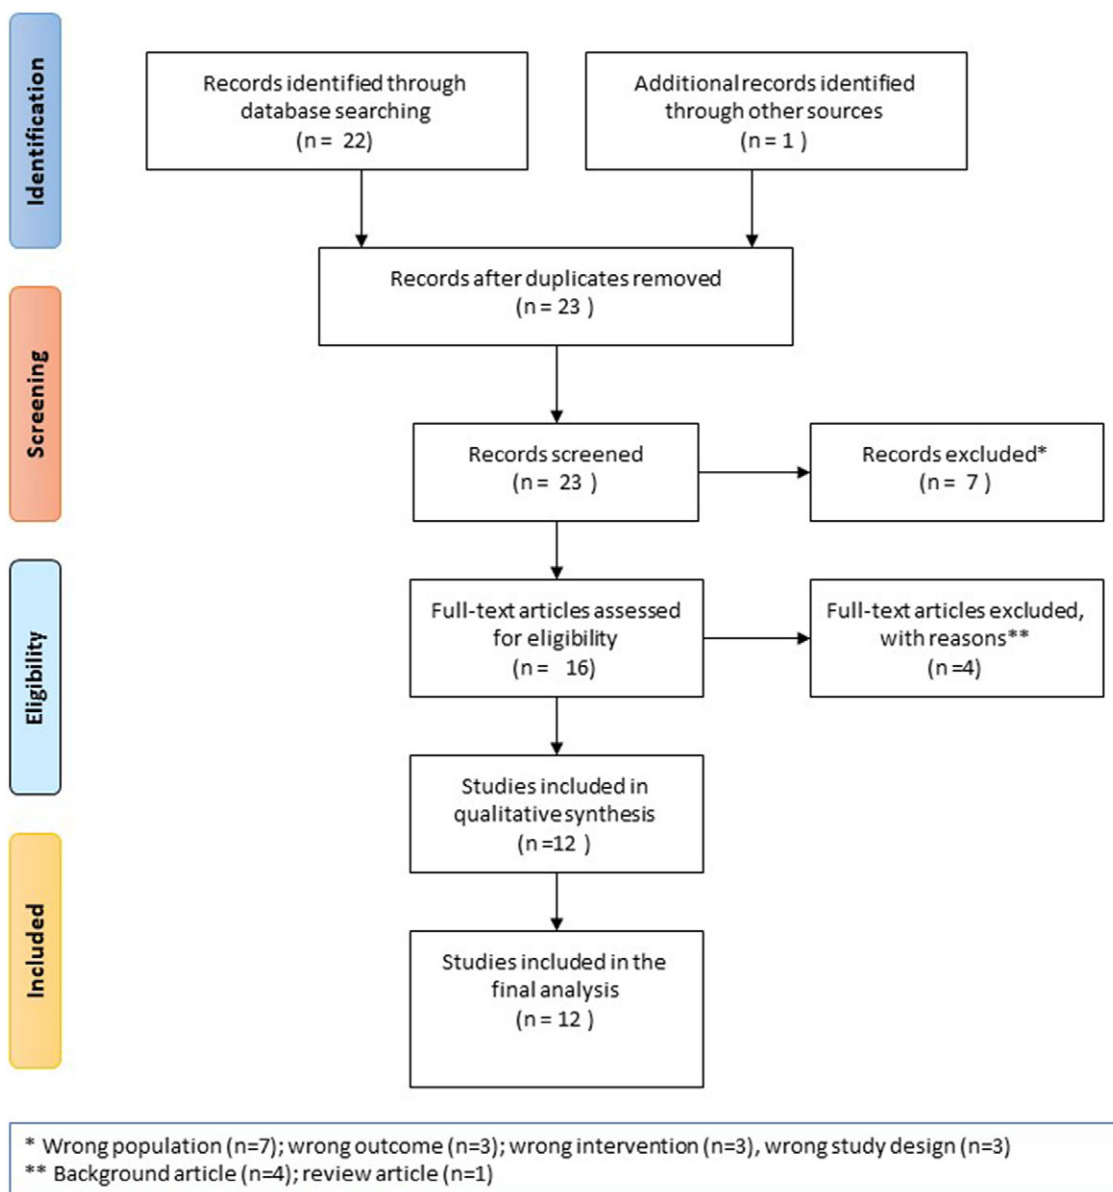 Identification
Records identified through
database searching
(n = 22)
Additional records identified
through other sources
(n = 1 )
Records after duplicates removed
(n = 23 )
Screening
Records screened
(n = 23 )
Records excluded*
(n = 7 )
Eligibility
Full-text articles assessed
for eligibility
(n = 16)
Full-text articles excluded,
with reasons**
(n =4)
Studies included in
qualitative synthesis
(n =12 )
Included
Studies included in the
final analysis
(n = 12 )
* Wrong population (n=7); wrong outcome (n=3); wrong intervention (n=3), wrong study design (n=3)
** Background article (n=4); review article (n=1)